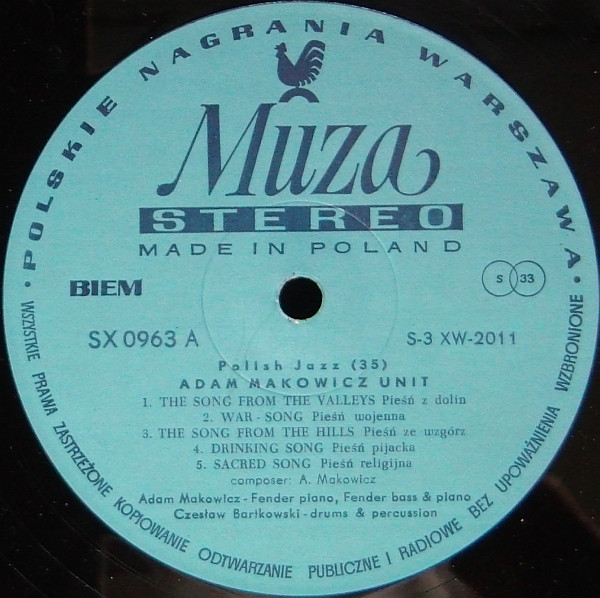 • POLSKIE NAGRANIA WARSZAWA •
Muza
STEREO
MADE IN POLAND
BIEM
S 33
SX 0963 A
S-3 XW-2011
Polish Jazz (35)
ADAM MAKOWICZ UNIT
1. THE SONG FROM THE VALLEYS Pieśń z dolin
2. WAR-SONG Pieśń wojenna
3. THE SONG FROM THE HILLS Pieśń ze wzgórz
4. DRINKING SONG Pieśń pijacka
5. SACRED SONG Pieśń religijna
composer: A. Makowicz
Adam Makowicz - Fender piano, Fender bass & piano
Czesław Bartkowski - drums & percussion
WSZYSTKIE PRAWA ZASTRZEŻONE KOPIOWANIE ODTWARZANIE PUBLICZNE I RADIOWE BEZ UPOWAŻNIENIA WZBRONIONE